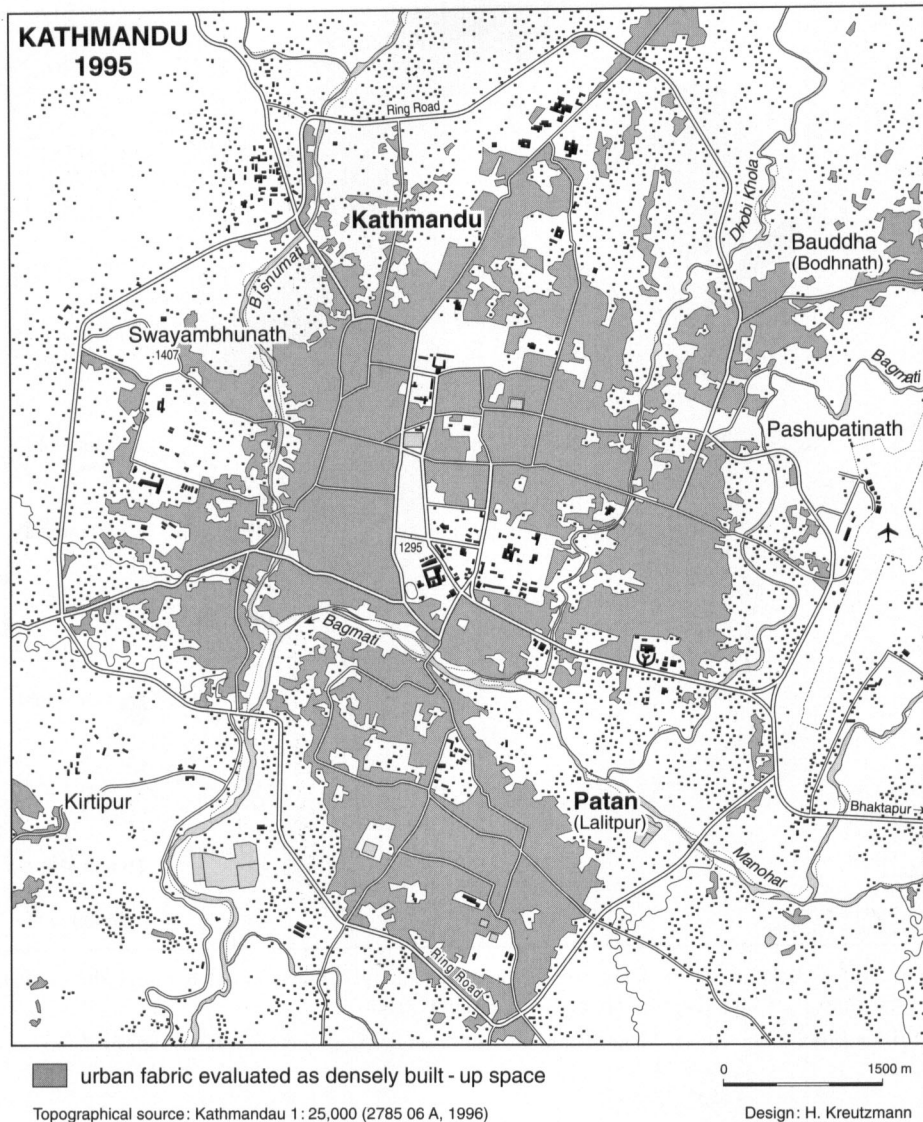 KATHMANDU
1995
Ring Road
Kathmandu
Dhobi Khola
Bauddha
(Bodhnath)
Bisnumati
Swayambhunath
1407
Bagmati
Pashupatinath
1295
Bagmati
Kirtipur
Patan
(Lalitpur)
Bhaktapur
Manohar
Ring Road
urban fabric evaluated as densely built - up space
0 1500 m
Topographical source: Kathmandau 1:25,000 (2785 06 A, 1996)
Design: H. Kreutzmann